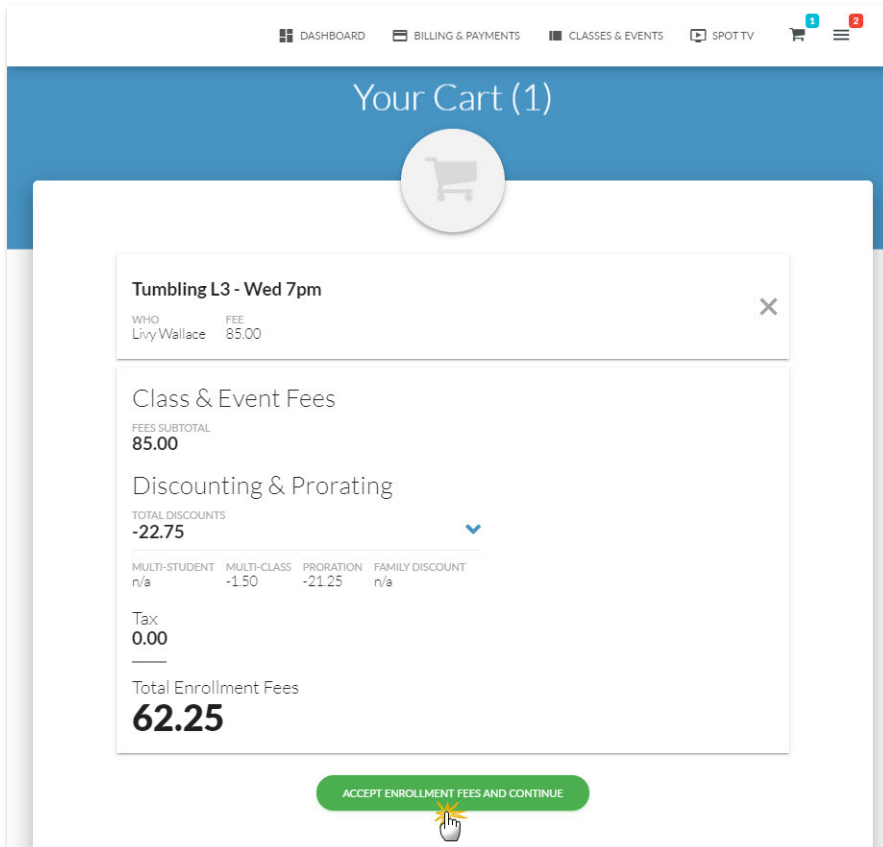 DASHBOARD BILLING & PAYMENTS CLASSES & EVENTS SPOT TV 1 2
Your Cart (1)
Tumbling L3 - Wed 7pm
WHO FEE
Livy Wallace 85.00
Class & Event Fees
FEES SUBTOTAL
85.00
Discounting & Prorating
TOTAL DISCOUNTS
-22.75
MULTI-STUDENT MULTI-CLASS PRORATION FAMILY DISCOUNT
n/a -1.50 -21.25 n/a
Tax
0.00
Total Enrollment Fees
62.25
ACCEPT ENROLLMENT FEES AND CONTINUE